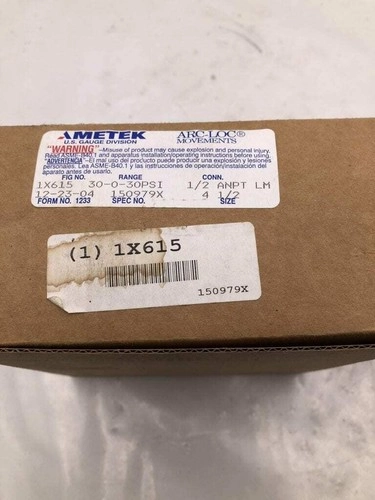 AMETEK ARC-LOC®
U.S. GAUGE DIVISION MOVEMENTS
"WARNING"–Misuse of product may cause explosion and personal injury.
Read ASME-B40.1 and apparatus installation/operating instructions before using.
"ADVERTENCIA"–El mal uso del producto puede causar explosión y lesiones
personales. Lea ASME-B40.1 y las instrucciones de operación/instalación del
aparato antes de usarlo.
FIG NO. RANGE CONN.
1X615 30-0-30PSI 1/2 ANPT LM
12-23-04 150979X 4 1/2
FORM NO. 1233 SPEC NO. SIZE
(1) 1X615
150979X